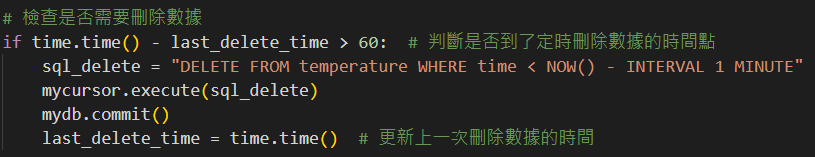 # 檢查是否需要刪除數據
if time.time() - last_delete_time > 60:  # 判斷是否到了定時刪除數據的時間點
    sql_delete = "DELETE FROM temperature WHERE time < NOW() - INTERVAL 1 MINUTE"
    mycursor.execute(sql_delete)
    mydb.commit()
    last_delete_time = time.time()  # 更新上一次刪除數據的時間